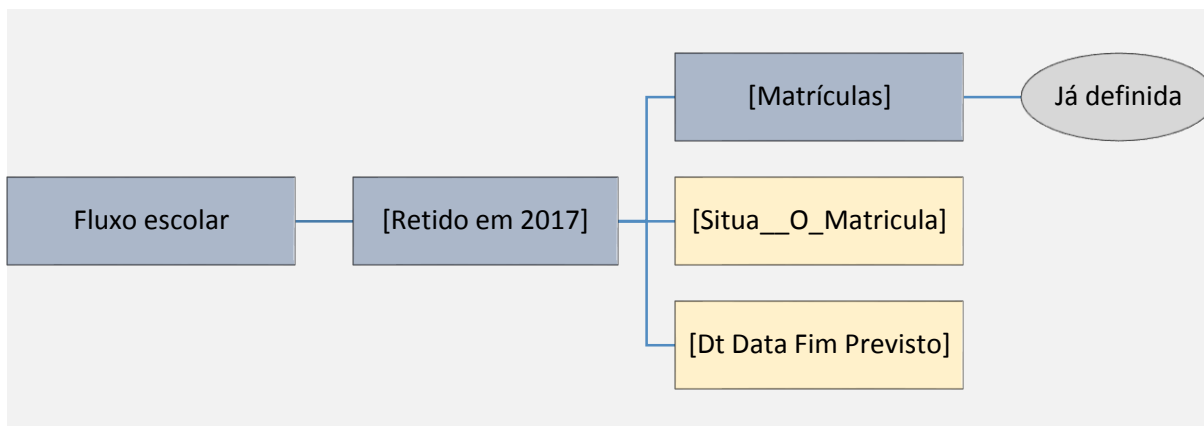 [Matrículas]
Já definida
Fluxo escolar
[Retido em 2017]
[Situa__O_Matricula]
[Dt Data Fim Previsto]